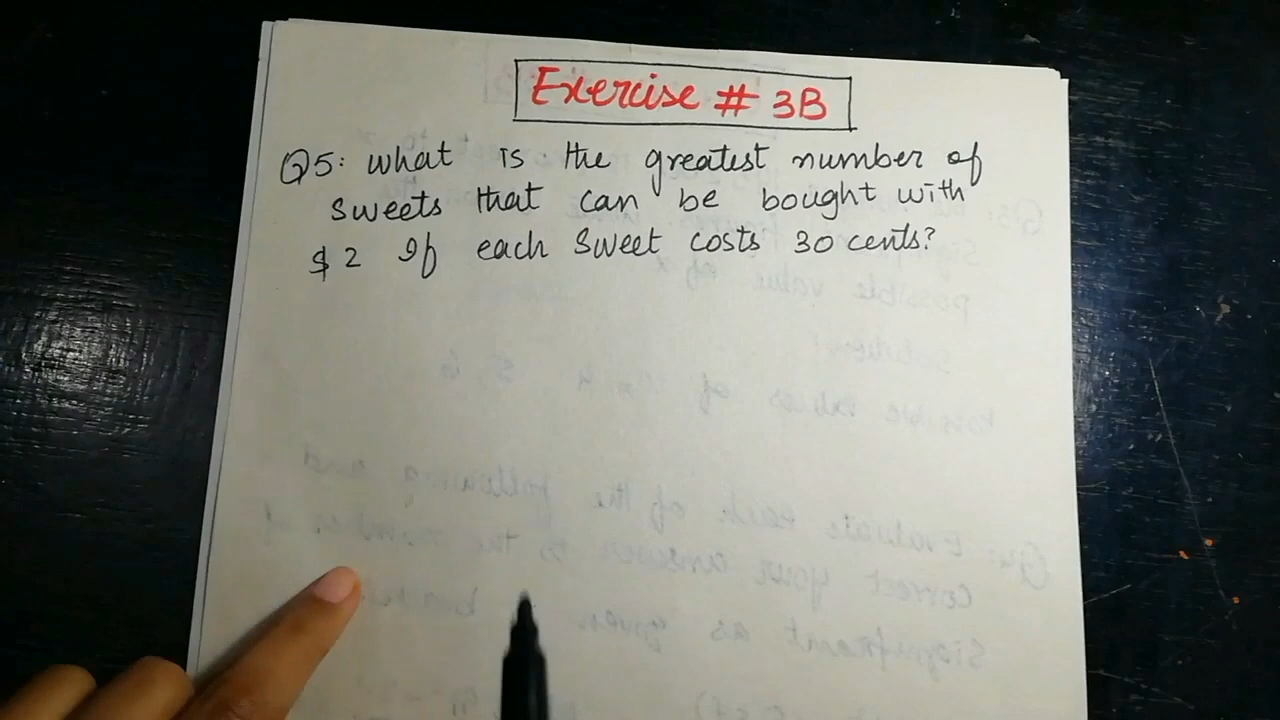 Exercise # 3B
Q5: what is the greatest number of
sweets that can be bought with
$ 2 If each sweet costs 30 cents?